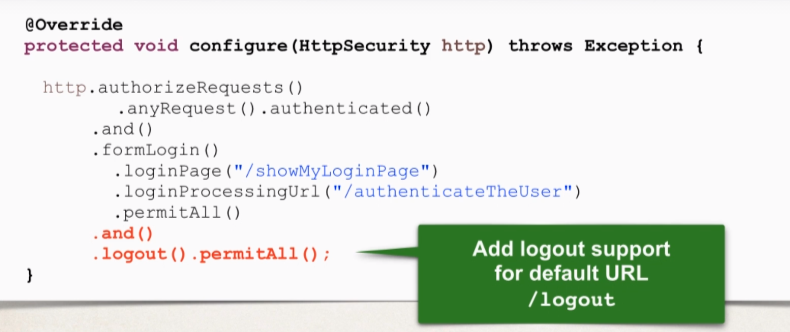 @Override
protected void configure(HttpSecurity http) throws Exception {
http.authorizeRequests()
.anyRequest().authenticated()
.and()
.formLogin()
.loginPage("/showMyLoginPage")
.loginProcessingUrl("/authenticateTheUser")
.permitAll()
.and()
.logout().permitAll();
}
Add logout support
for default URL
/logout